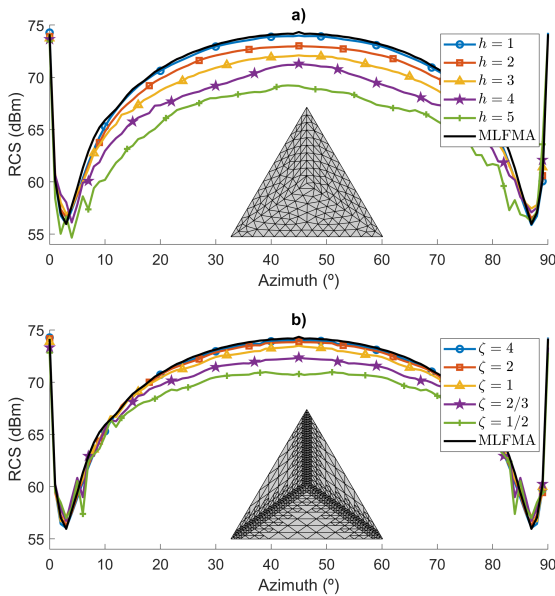 a)
75
70
65
60
55
RCS (dBm)
h = 1
h = 2
h = 3
h = 4
h = 5
MLFMA
0 10 20 30 40 50 60 70 80 90
Azimuth (º)
b)
75
70
65
60
55
RCS (dBm)
ζ = 4
ζ = 2
ζ = 1
ζ = 2/3
ζ = 1/2
MLFMA
0 10 20 30 40 50 60 70 80 90
Azimuth (º)